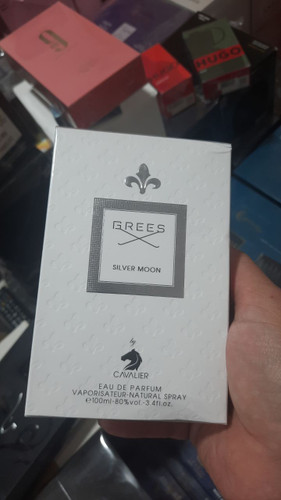 HUGO
GREES
SILVER MOON
by
CAVALIER
EAU DE PARFUM
VAPORISATEUR-NATURAL SPRAY
e100ml-80%vol.-3.4fl.oz.